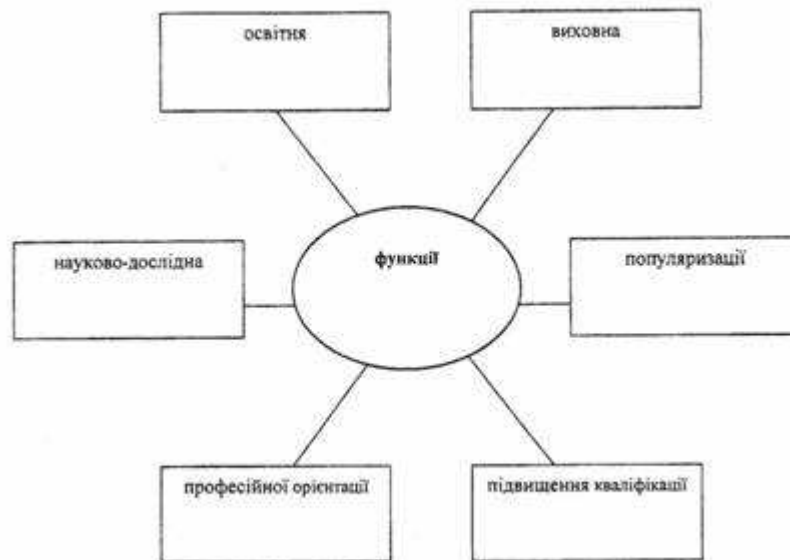 освітня
виховна
науково-дослідна
функції
популяризації
професійної орієнтації
підвищення кваліфікації